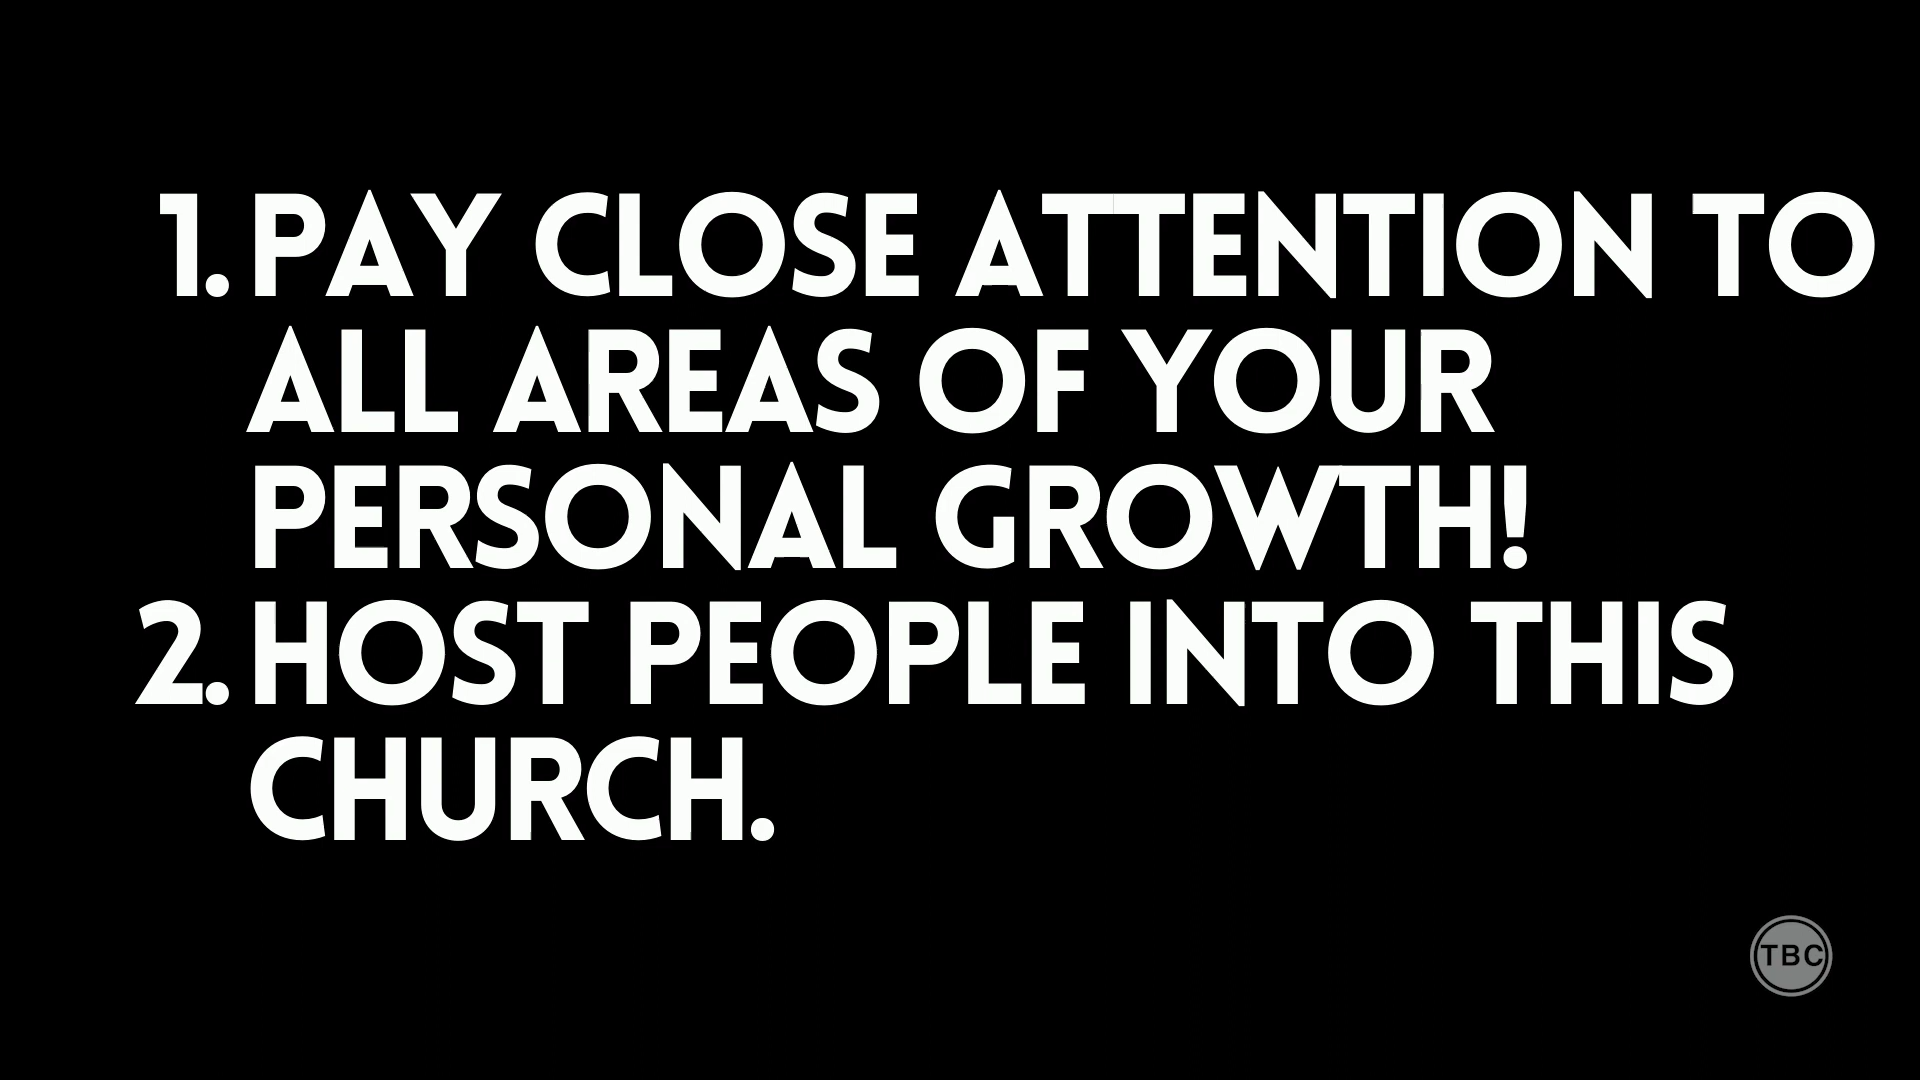 1. PAY CLOSE ATTENTION TO
ALL AREAS OF YOUR
PERSONAL GROWTH!
2. HOST PEOPLE INTO THIS
CHURCH.
TBC